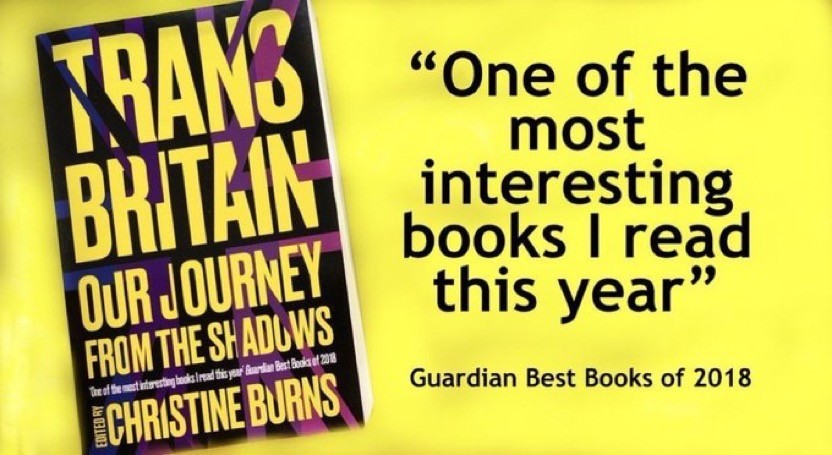 TRANS
BRITAIN
OUR JOURNEY
FROM THE SHADOWS
'One of the most interesting books I read this year' Guardian Best Books of 2018
EDITED BY
CHRISTINE BURNS
“One of the
most
interesting
books I read
this year”
Guardian Best Books of 2018